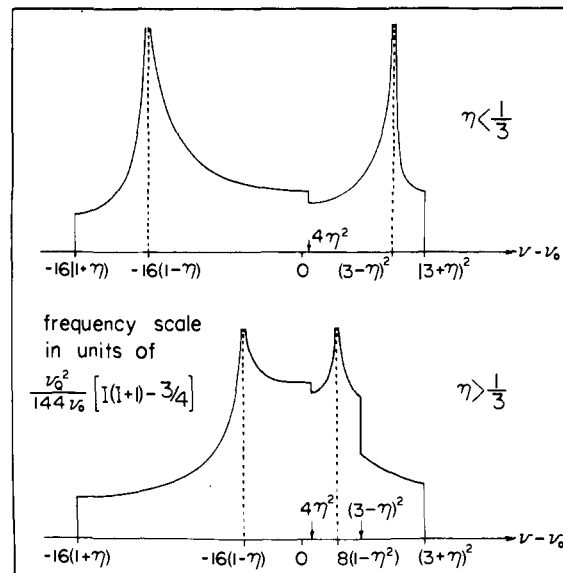 η<1/3
4η²
ν-ν₀
-16|1+η) -16(1-η) 0 (3-η)² |3+η)²
frequency scale
in units of
ν_Q²/144ν₀ [I(I+1)-3/4]
η>1/3
4η² (3-η)²
ν-ν₀
-16(1+η) -16(1-η) 0 8(1-η²) (3+η)²